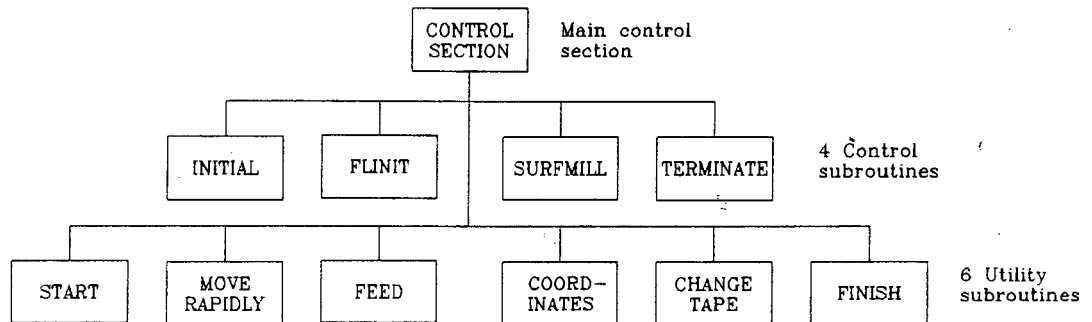 CONTROL
SECTION
Main control
section
INITIAL
FLINIT
SURFMILL
TERMINATE
4 Control
subroutines
START
MOVE
RAPIDLY
FEED
COORD-
INATES
CHANGE
TAPE
FINISH
6 Utility
subroutines